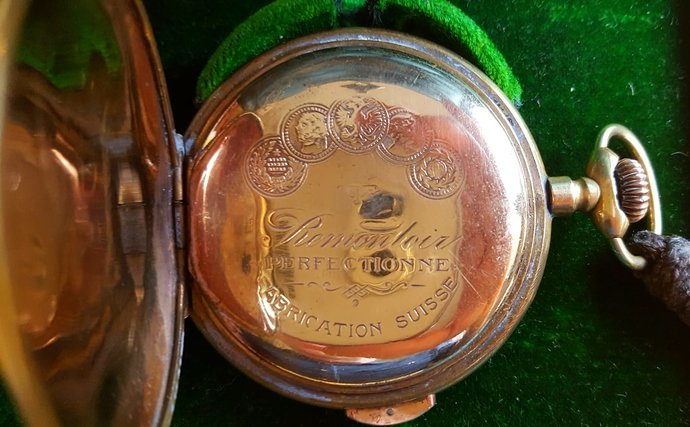 Remontoir
PERFECTIONNE
FABRICATION SUISSE